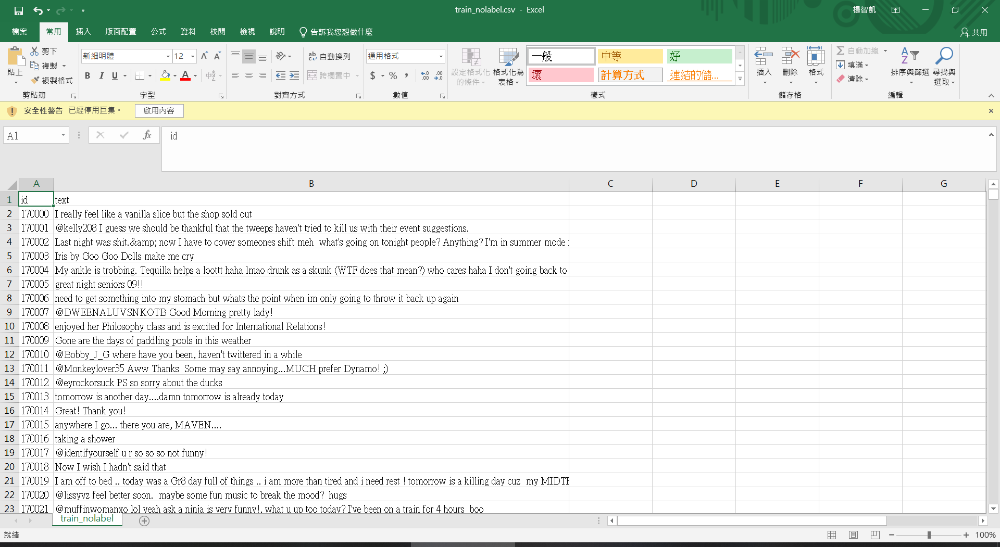 train_nolabel.csv - Excel
楊智凱
檔案 常用 插入 版面配置 公式 資料 校閱 檢視 說明 告訴我您想做什麼 共用
貼上
剪下
複製
複製格式
剪貼簿
新細明體 12
B I U
字型
自動換列
跨欄置中
對齊方式
通用格式
$ % ,
數值
設定格式化的條件
格式化為表格
一般 中等 好
壞 計算方式 連結的儲...
樣式
插入 刪除 格式
儲存格
自動加總
填滿
清除
排序與篩選 尋找與選取
編輯
安全性警告 已經停用巨集。 啟用內容
A1 fx id
A B C D E F G
1 id text
2 170000 I really feel like a vanilla slice but the shop sold out
3 170001 @kelly208 I guess we should be thankful that the tweeps haven't tried to kill us with their event suggestions.
4 170002 Last night was shit.&amp; now I have to cover someones shift meh  what's going on tonight people? Anything? I'm in summer mode
5 170003 Iris by Goo Goo Dolls make me cry
6 170004 My ankle is trobbing. Tequilla helps a loottt haha lmao drunk as a skunk (WTF does that mean?) who cares haha I don't going back to
7 170005 great night seniors 09!!
8 170006 need to get something into my stomach but whats the point when im only going to throw it back up again
9 170007 @DWEENALUVSNKOTB Good Morning pretty lady!
10 170008 enjoyed her Philosophy class and is excited for International Relations!
11 170009 Gone are the days of paddling pools in this weather
12 170010 @Bobby_J_G where have you been, haven't twittered in a while
13 170011 @Monkeylover35 Aww Thanks  Some may say annoying...MUCH prefer Dynamo! ;)
14 170012 @eyrockorsuck PS so sorry about the ducks
15 170013 tomorrow is another day....damn tomorrow is already today
16 170014 Great! Thank you!
17 170015 anywhere I go... there you are, MAVEN....
18 170016 taking a shower
19 170017 @identifyourself u r so so so not funny!
20 170018 Now I wish I hadn't said that
21 170019 I am off to bed .. today was a Gr8 day full of things .. i am more than tired and i need rest ! tomorrow is a killing day cuz  my MIDTE
22 170020 @lissyvz feel better soon.  maybe some fun music to break the mood?  hugs
23 170021 @muffinwomanxo lol yeah ask a ninja is very funny!, what u up too today? I've been on a train for 4 hours  boo
train_nolabel
就緒 100%